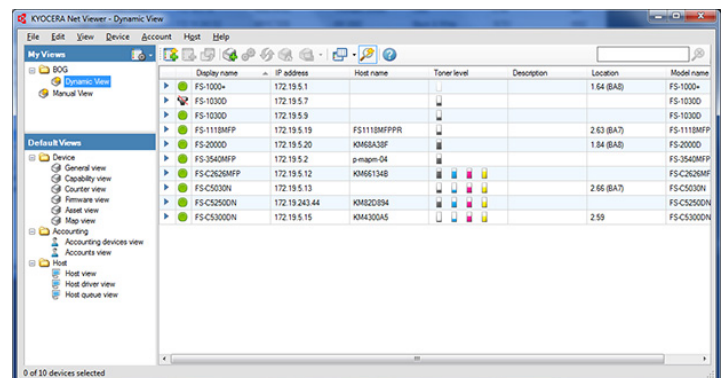 KYOCERA Net Viewer - Dynamic View
File Edit View Device Account Host Help
My Views
BOG
Dynamic View
Manual View
Default Views
Device
General view
Capability view
Counter view
Firmware view
Asset view
Map view
Accounting
Accounting devices view
Accounts view
Host
Host view
Host driver view
Host queue view
Display name IP address Host name Toner level Description Location Model name
FS-1000+ 172.19.5.1 1.64 (BA8) FS-1000+
FS-1030D 172.19.5.7 FS-1030D
FS-1030D 172.19.5.9 FS-1030D
FS-1118MFP 172.19.5.19 FS1118MFPPR 2.63 (BA7) FS-1118MFP
FS-2000D 172.19.5.20 KM68A38F 1.84 (BA8) FS-2000D
FS-3540MFP 172.19.5.2 p-mapm-04 FS-3540MFP
FS-C2626MFP 172.19.5.12 KM66134B FS-C2626MF
FS-C5030N 172.19.5.13 2.66 (BA7) FS-C5030N
FS-C5250DN 172.19.243.44 KM82D894 FS-C5250DN
FS-C5300DN 172.19.5.15 KM4300A5 2.59 FS-C5300DN
0 of 10 devices selected